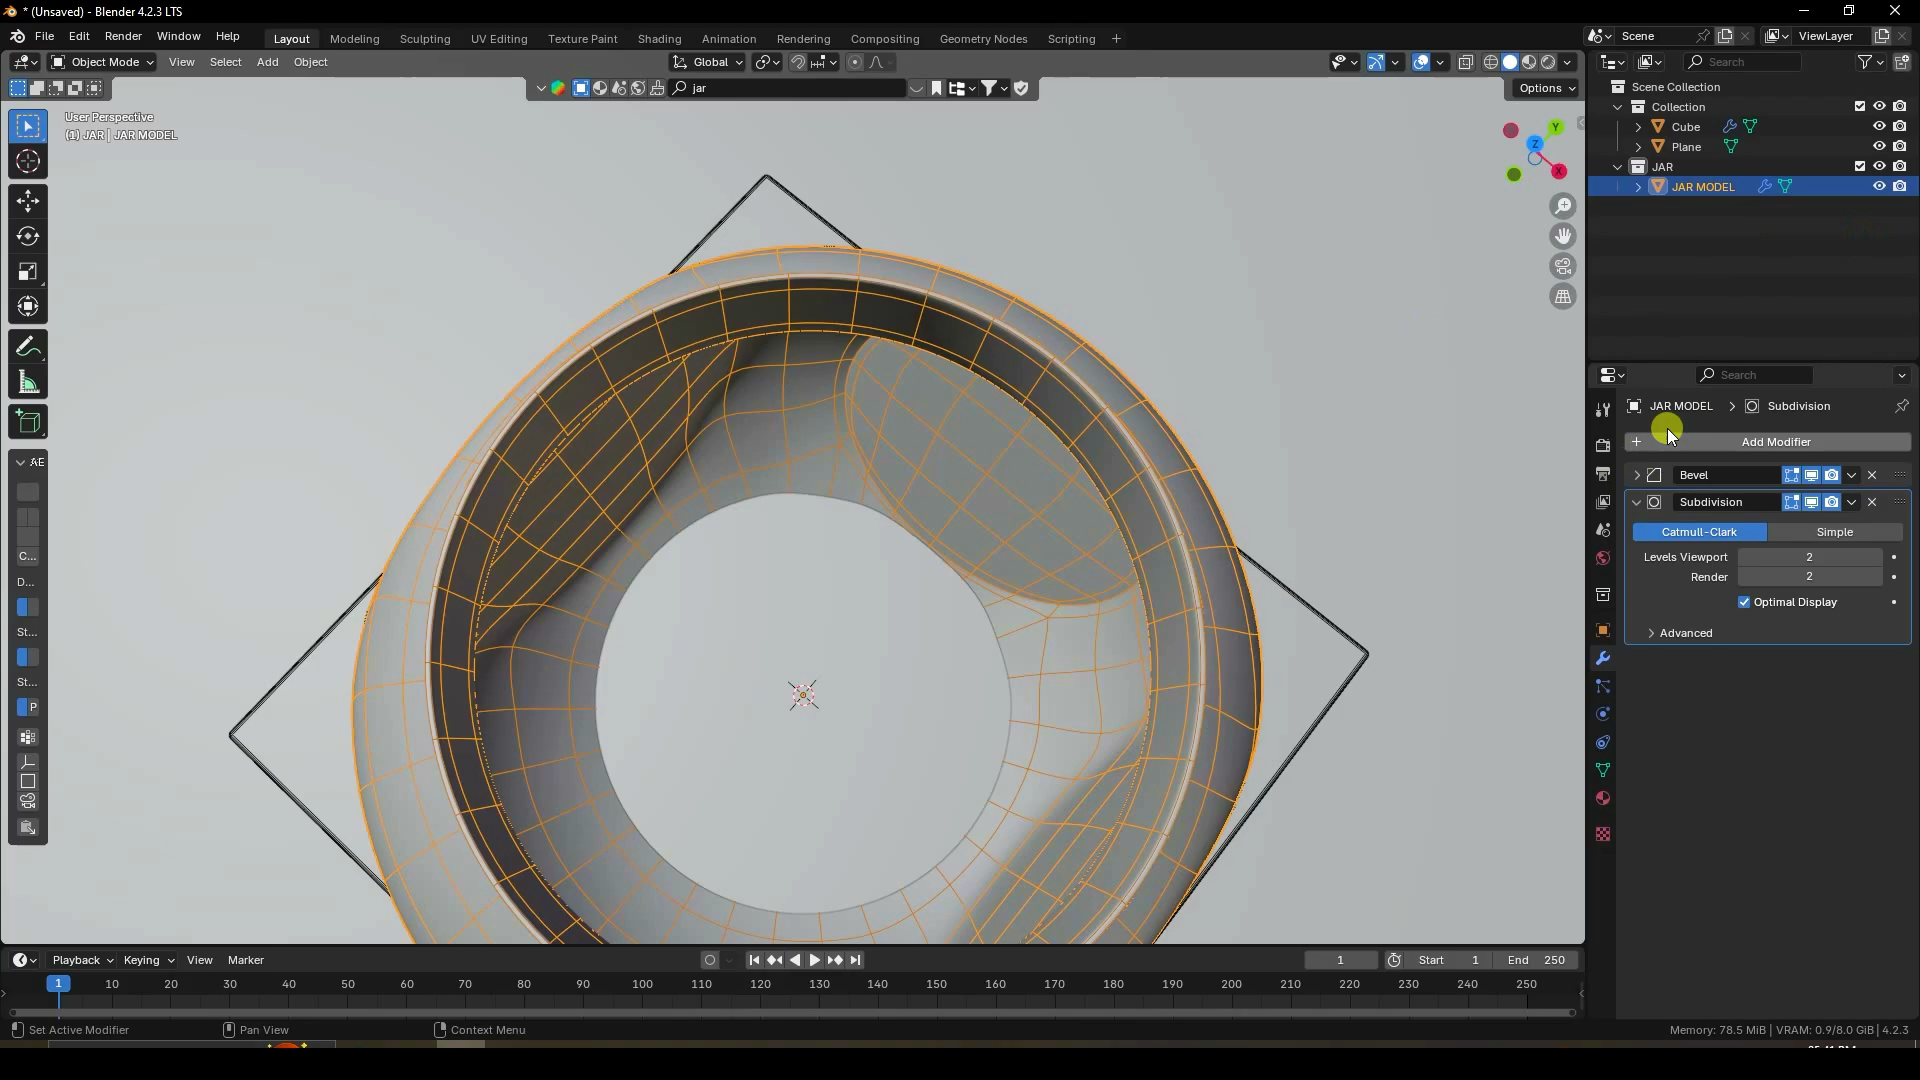 * (Unsaved) - Blender 4.2.3 LTS
File Edit Render Window Help Layout Modeling Sculpting UV Editing Texture Paint Shading Animation Rendering Compositing Geometry Nodes Scripting + Scene ViewLayer
Object Mode View Select Add Object Global Search
jar Options
User Perspective
(1) JAR | JAR MODEL
Y
Z
X
Scene Collection
Collection
Cube
Plane
JAR
JAR MODEL
Search
JAR MODEL > Subdivision
+ Add Modifier
Bevel
Subdivision
Catmull-Clark Simple
Levels Viewport 2
Render 2
Optimal Display
Advanced
AE
C...
D...
St...
St...
P
Playback Keying View Marker 1 Start 1 End 250
1 10 20 30 40 50 60 70 80 90 100 110 120 130 140 150 160 170 180 190 200 210 220 230 240 250
Set Active Modifier Pan View Context Menu Memory: 78.5 MiB | VRAM: 0.9/8.0 GiB | 4.2.3